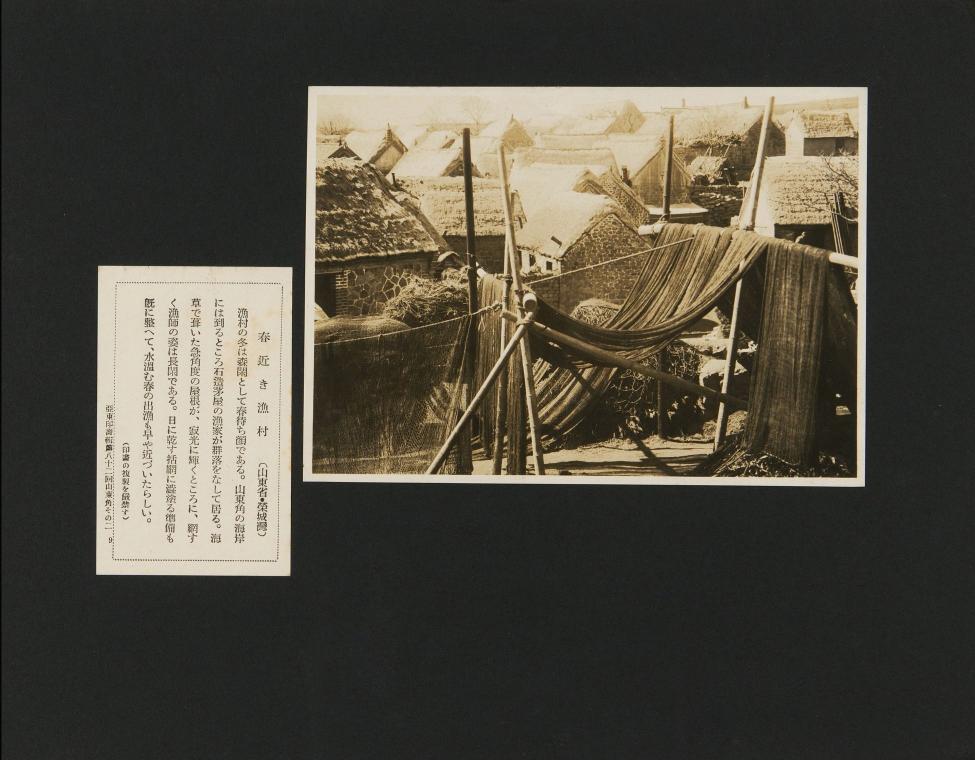 春近き漁村 (山東省・榮城灣)
漁村の冬は森閑として春待ち顔である。山東角の海岸
には到るところ石造茅屋の漁家が群落をなして居る。海
草で葺いた急角度の屋根が、寂光に輝くところに、網す
く漁師の姿は長閑である。日に乾す括網に澁塗る準備も
既に整へて、水溫む春の出漁も早や近づいたらしい。
(印畫の複製を嚴禁す)
亞東印畫輯第八十二回山東角その二 9